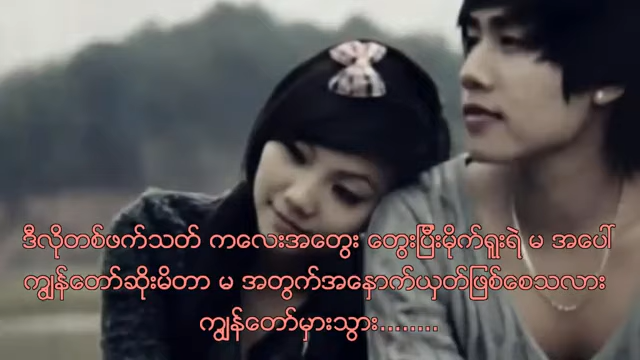 ဒီလိုတစ်ဖက်သတ် ကလေးအတွေး တွေးပြီးမိုက်ရူးရဲ မ အပေါ်
ကျွန်တော်ဆိုးမိတာ မ အတွက်အနှောက်ယှတ်ဖြစ်စေသလား
ကျွန်တော်မှားသွား........